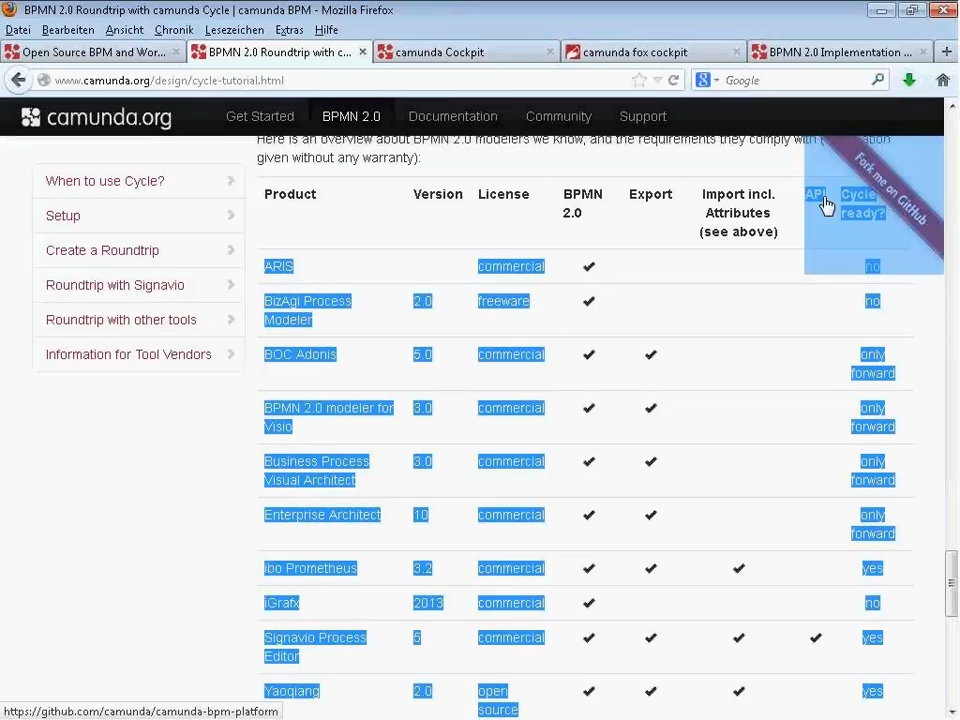 BPMN 2.0 Roundtrip with camunda Cycle | camunda BPM - Mozilla Firefox
Datei Bearbeiten Ansicht Chronik Lesezeichen Extras Hilfe
Open Source BPM and Wor... BPMN 2.0 Roundtrip with c... camunda Cockpit camunda fox cockpit BPMN 2.0 Implementation ...
www.camunda.org/design/cycle-tutorial.html Google
camunda.org Get Started BPMN 2.0 Documentation Community Support
Fork me on GitHub
When to use Cycle?
Setup
Create a Roundtrip
Roundtrip with Signavio
Roundtrip with other tools
Information for Tool Vendors
Here is an overview about BPMN 2.0 modelers we know, and the requirements they comply with
given without any warranty):
Product Version License BPMN 2.0 Export Import incl. Attributes (see above) API Cycle ready?
ARIS commercial ✔ no
BizAgi Process Modeler 2.0 freeware ✔ no
BOC Adonis 5.0 commercial ✔ ✔ only forward
BPMN 2.0 modeler for Visio 3.0 commercial ✔ ✔ only forward
Business Process Visual Architect 3.0 commercial ✔ ✔ only forward
Enterprise Architect 10 commercial ✔ ✔ only forward
ibo Prometheus 3.2 commercial ✔ ✔ ✔ yes
iGrafx 2013 commercial ✔ no
Signavio Process Editor 5 commercial ✔ ✔ ✔ ✔ yes
Yaoqiang 2.0 open source ✔ ✔ ✔ yes
https://github.com/camunda/camunda-bpm-platform